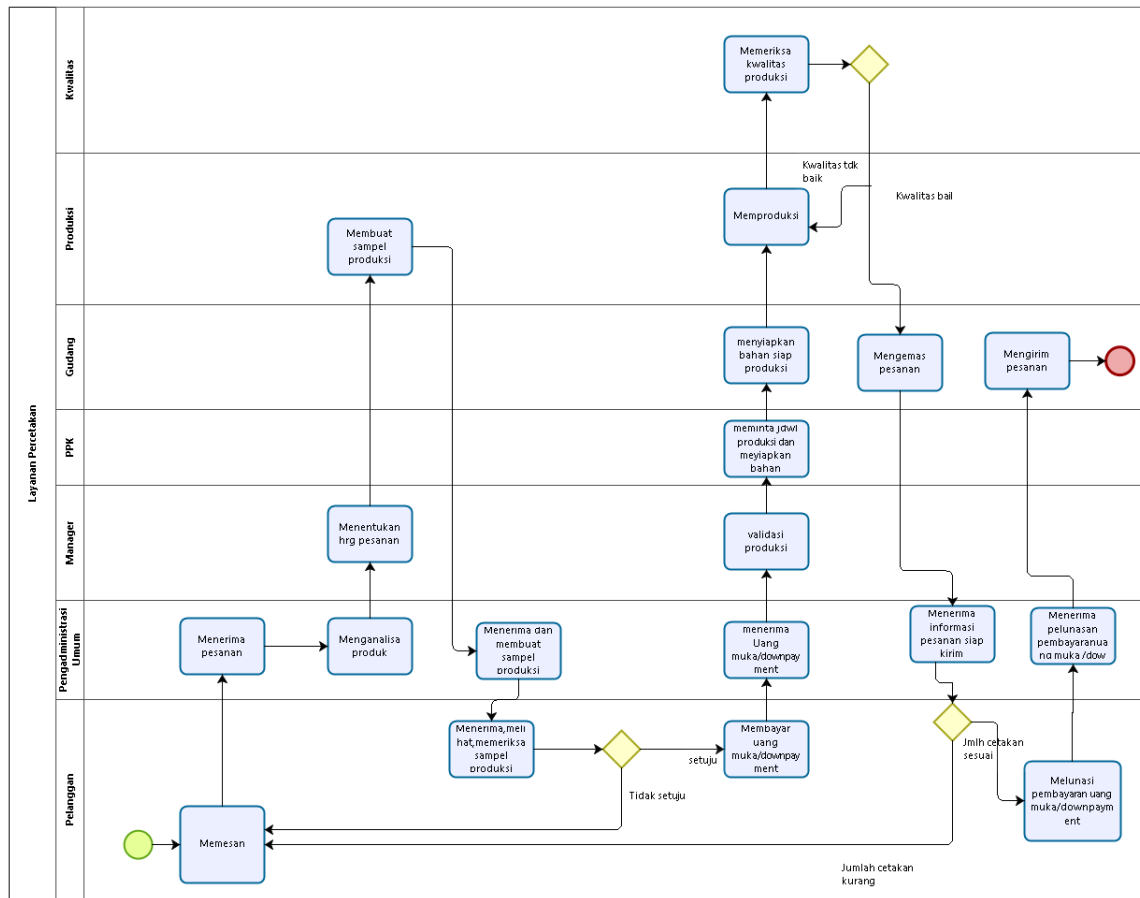 Layanan Percetakan
Kwalitas
Memeriksa
kwalitas
produksi
Produksi
Kwalitas tdk
baik
Kwalitas bail
Memproduksi
Membuat
sampel
produksi
Gudang
menyiapkan
bahan siap
produksi
Mengemas
pesanan
Mengirim
pesanan
PPK
meminta jdwl
produksi dan
meyiapkan
bahan
Manager
Menentukan
hrg pesanan
validasi
produksi
Pengadministrasi
Umum
Menerima
pesanan
Menganalisa
produk
Menerima dan
membuat
sampel
produksi
menerima
Uang
muka/downpay
ment
Menerima
informasi
pesanan siap
kirim
Menerima
pelunasan
pembayaranua
ng muka /dow
Pelanggan
Menerima,meli
hat,memeriksa
sampel
produksi
setuju
Tidak setuju
Membayar
uang
muka/downpay
ment
Jmlh cetakan
sesuai
Melunasi
pembayaran uang
muka/downpaym
ent
Memesan
Jumlah cetakan
kurang